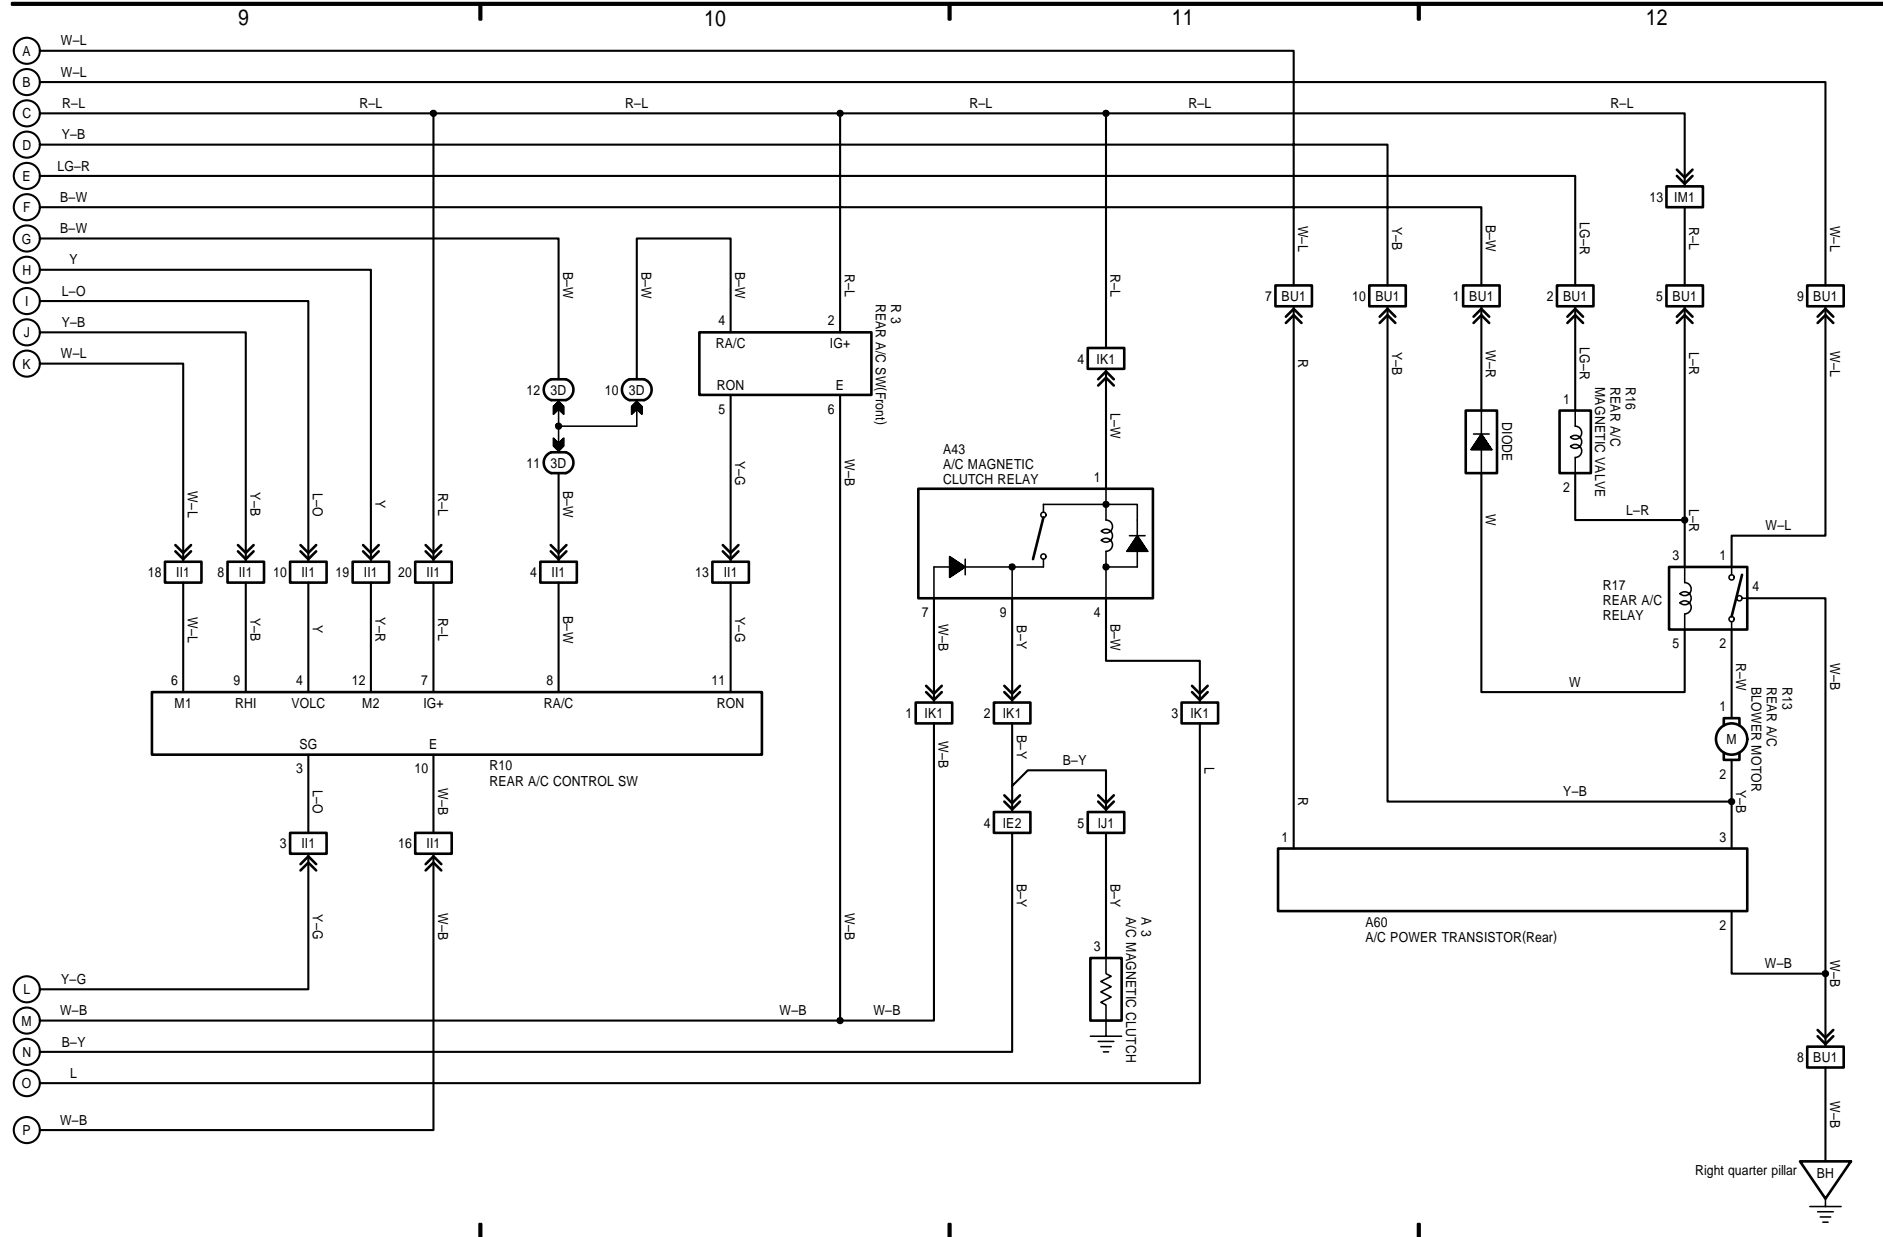 9 10 11 12
A W–L
B W–L
C R–L R–L R–L R–L R–L R–L
D Y–B
E LG–R
F B–W
G B–W
H Y
I L–O
J Y–B
K W–L
13 IM1
W–L Y–B B–W LG–R R–L W–L
B–W B–W B–W R–L R–L
7 BU1 10 BU1 1 BU1 2 BU1 5 BU1 9 BU1
4 2
RA/C IG+
RON E
5 6
R 3
REAR A/C SW(Front)
4 IK1
R Y–B W–R LG–R L–R W–L
12 3D 10 3D
11 3D
L–W
DIODE
1
2
R16
REAR A/C
MAGNETIC VALVE
A43
A/C MAGNETIC
CLUTCH RELAY
1
Y–G W–B
W–L Y–B L–O Y R–L B–W
W L–R L–R W–L
18 II1 8 II1 10 II1 19 II1 20 II1 4 II1 13 II1
3 1
4
R17
REAR A/C
RELAY
5 2
7 9 4
W–L Y–B Y Y–R R–L B–W Y–G
W–B B–Y B–W
6 9 4 12 7 8 11
M1 RHI VOLC M2 IG+ RA/C RON
SG E
3 10
R10
REAR A/C CONTROL SW
W R–W W–B
1
M
2
R13
REAR A/C
BLOWER MOTOR
1 IK1 2 IK1 3 IK1
W–B B–Y B–Y L
L–O W–B
4 IE2 5 IJ1
R Y–B Y–B
3 II1 16 II1
1 3
2
A60
A/C POWER TRANSISTOR(Rear)
Y–G W–B W–B B–Y B–Y
3
A 3
A/C MAGNETIC CLUTCH
W–B W–B
L Y–G
M W–B W–B W–B
N B–Y
O L
P W–B
8 BU1
W–B
Right quarter pillar BH